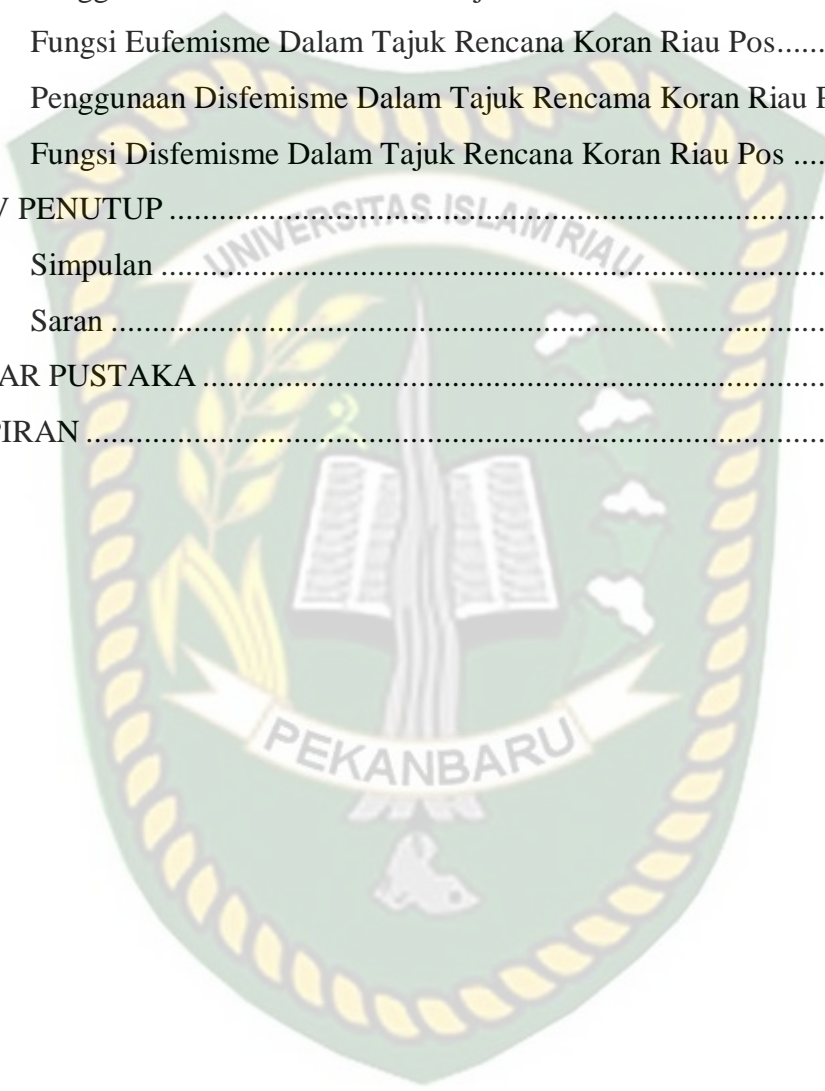 Fungsi Eufemisme Dalam Tajuk Rencana Koran Riau Pos......
Penggunaan Disfemisme Dalam Tajuk Rencama Koran Riau
Fungsi Disfemisme Dalam Tajuk Rencana Koran Riau Pos ....
V PENUTUP ....................................................................
UNIVERSITAS ISLAM RIAU
Simpulan ......................................................................
Saran ...........................................................................
AR PUSTAKA ................................................................
PIRAN ...........................................................................
PEKANBARU